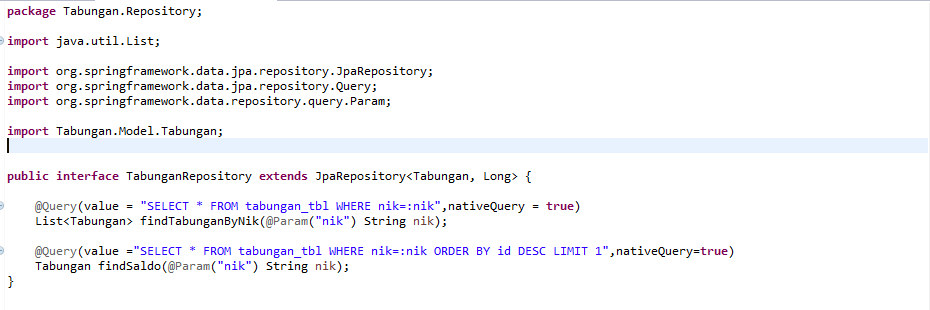 package Tabungan.Repository;
import java.util.List;
import org.springframework.data.jpa.repository.JpaRepository;
import org.springframework.data.jpa.repository.Query;
import org.springframework.data.repository.query.Param;
import Tabungan.Model.Tabungan;
public interface TabunganRepository extends JpaRepository<Tabungan, Long> {
@Query(value = "SELECT * FROM tabungan_tbl WHERE nik=:nik",nativeQuery = true)
List<Tabungan> findTabunganByNik(@Param("nik") String nik);
@Query(value ="SELECT * FROM tabungan_tbl WHERE nik=:nik ORDER BY id DESC LIMIT 1",nativeQuery=true)
Tabungan findSaldo(@Param("nik") String nik);
}